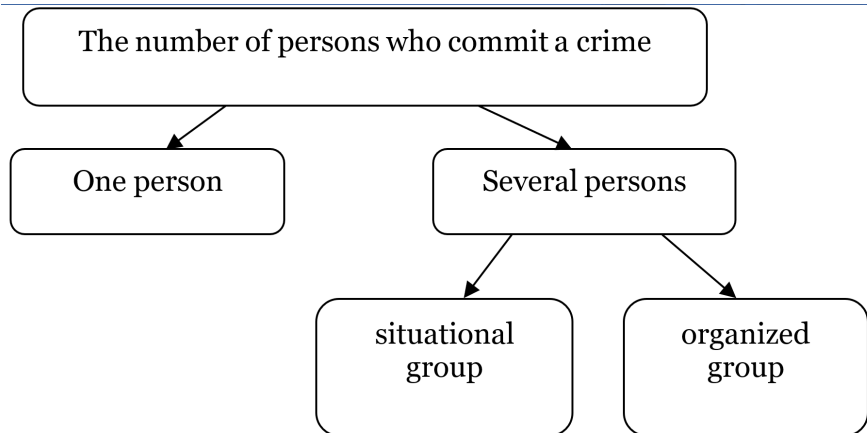 The number of persons who commit a crime
One person
Several persons
situational
group
organized
group